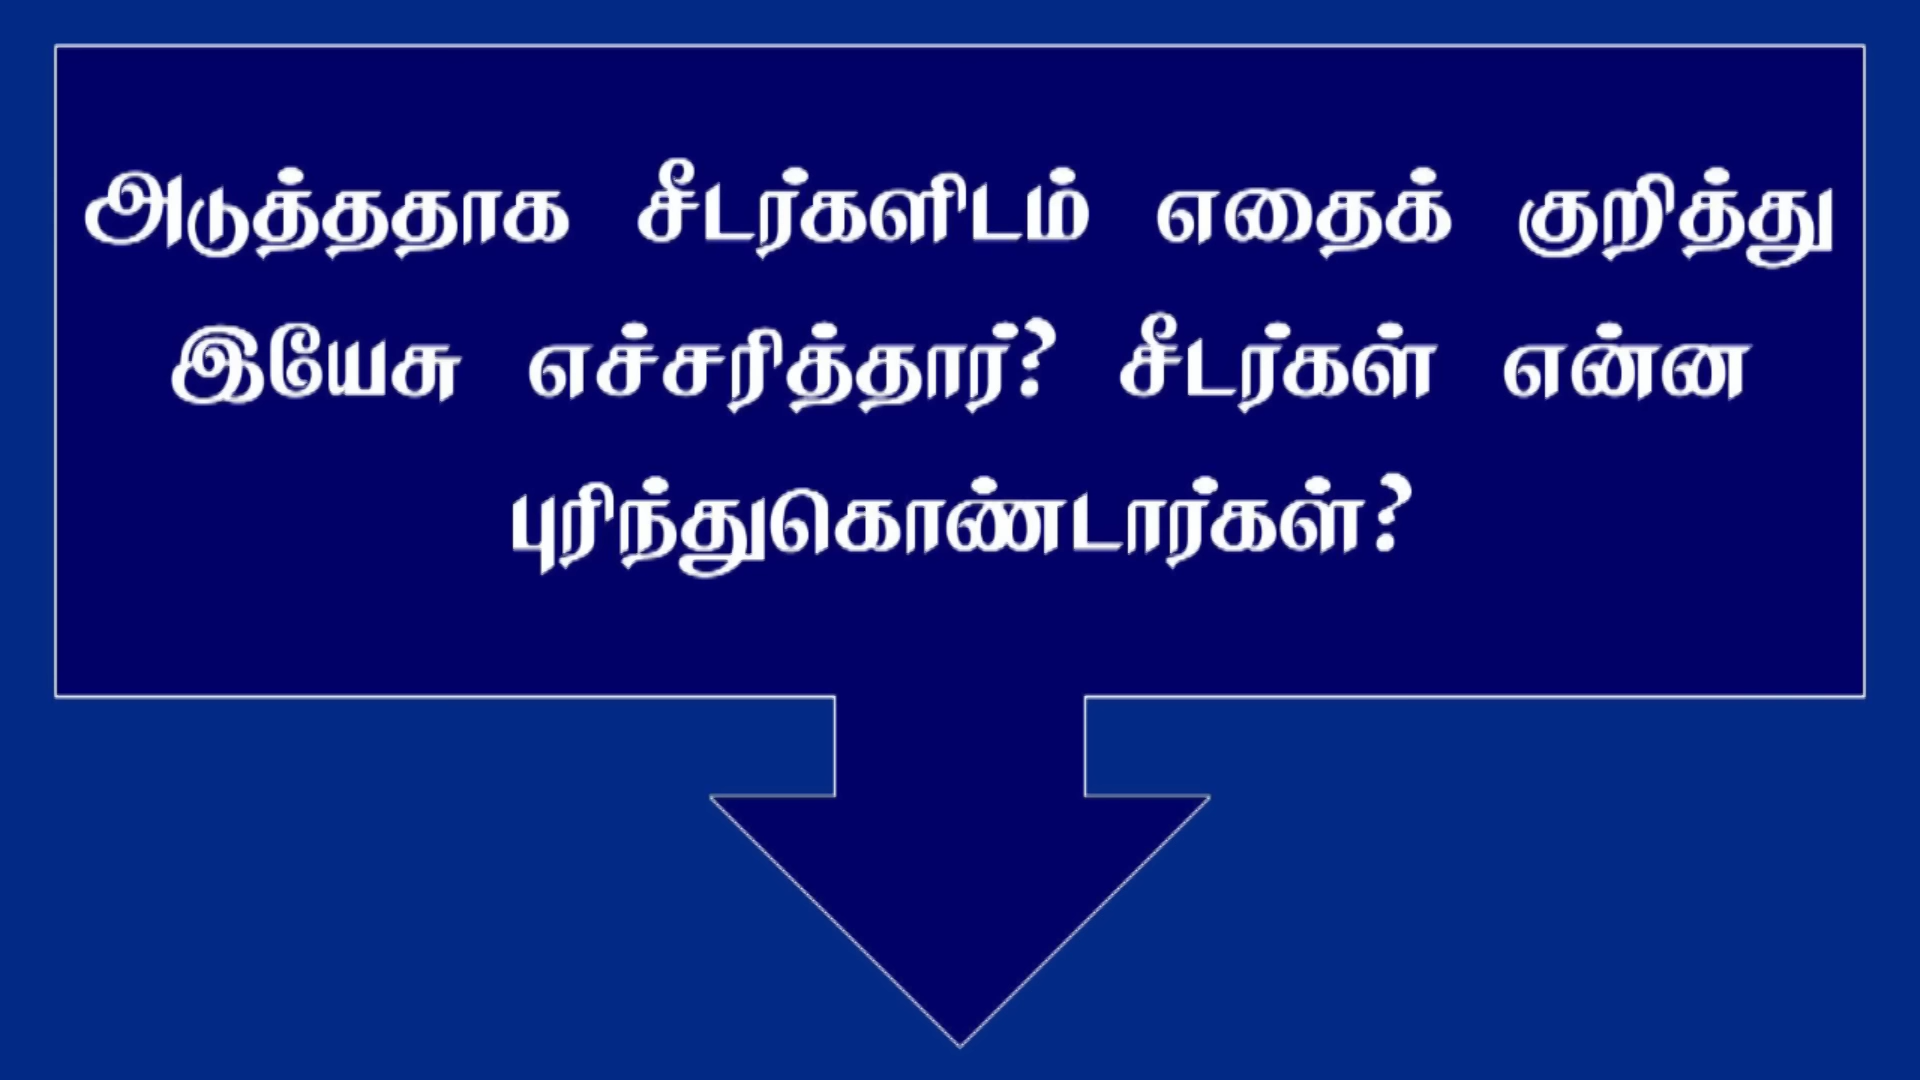 அடுத்ததாக சீடர்களிடம் எதைக் குறித்து
இயேசு எச்சரித்தார்? சீடர்கள் என்ன
புரிந்துகொண்டார்கள்?